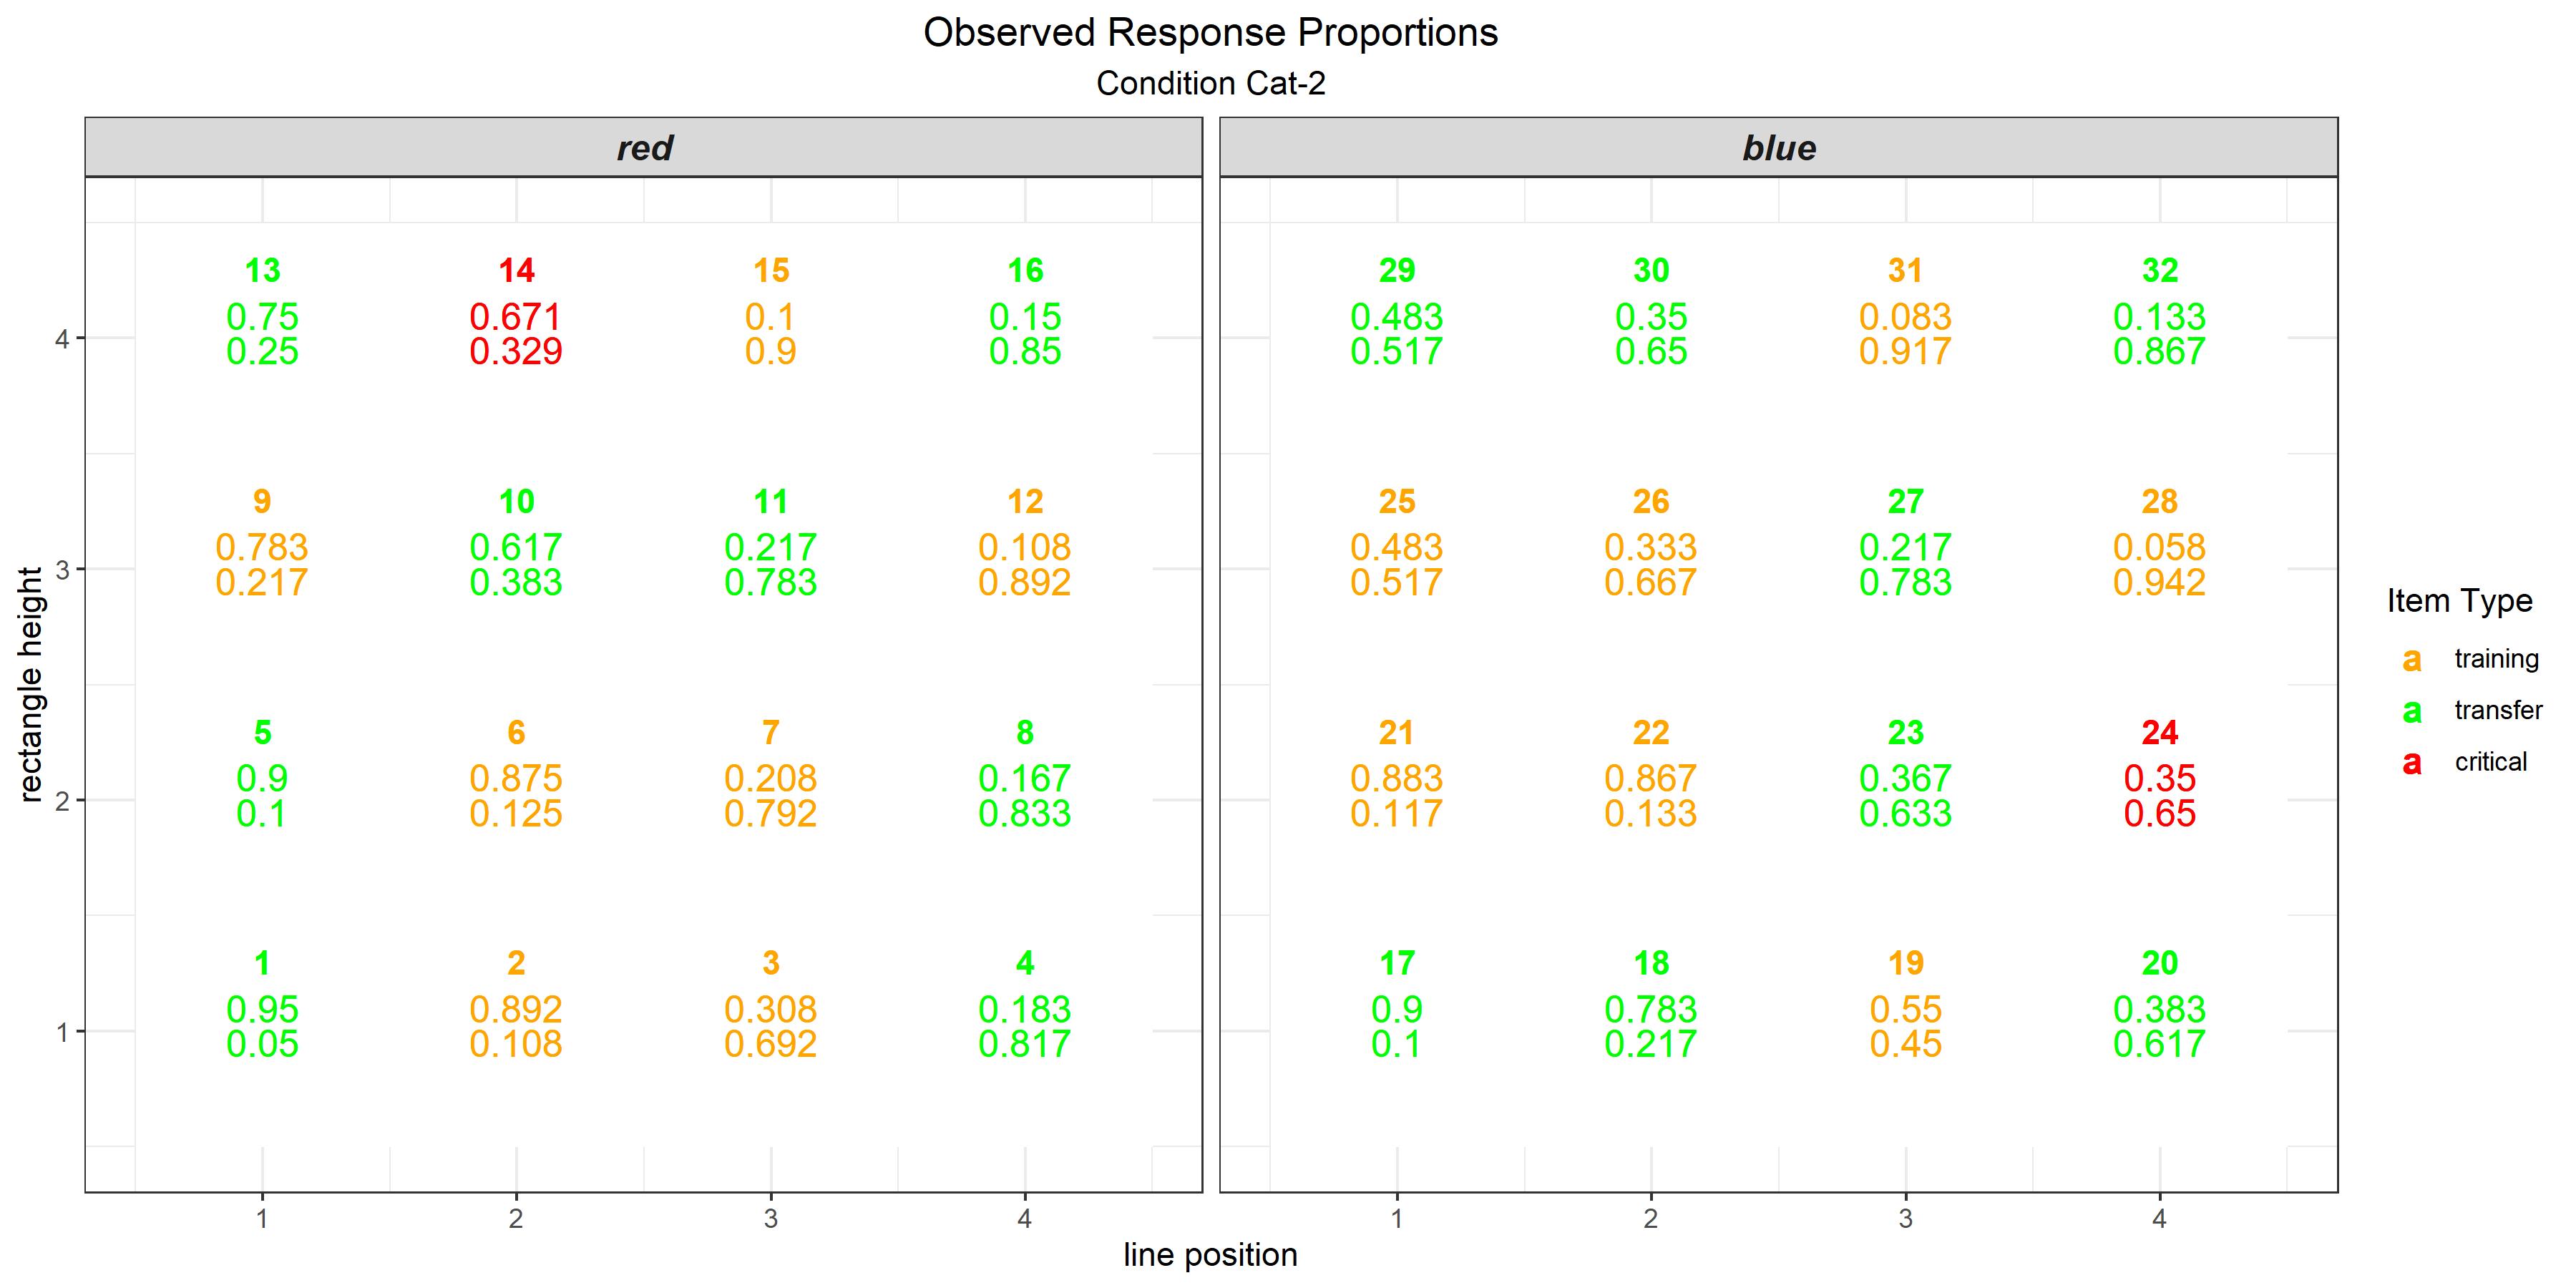 Observed Response Proportions
Condition Cat-2
red
blue
13 14 15 16 29 30 31 32
0.75 0.671 0.1 0.15 0.483 0.35 0.083 0.133
4
0.25 0.329 0.9 0.85 0.517 0.65 0.917 0.867
9 10 11 12 25 26 27 28
0.783 0.617 0.217 0.108 0.483 0.333 0.217 0.058
3
0.217 0.383 0.783 0.892 0.517 0.667 0.783 0.942
5 6 7 8 21 22 23 24
0.9 0.875 0.208 0.167 0.883 0.867 0.367 0.35
2
0.1 0.125 0.792 0.833 0.117 0.133 0.633 0.65
1 2 3 4 17 18 19 20
0.95 0.892 0.308 0.183 0.9 0.783 0.55 0.383
1
0.05 0.108 0.692 0.817 0.1 0.217 0.45 0.617
1 2 3 4 1 2 3 4
line position
rectangle height
Item Type
a training
a transfer
a critical